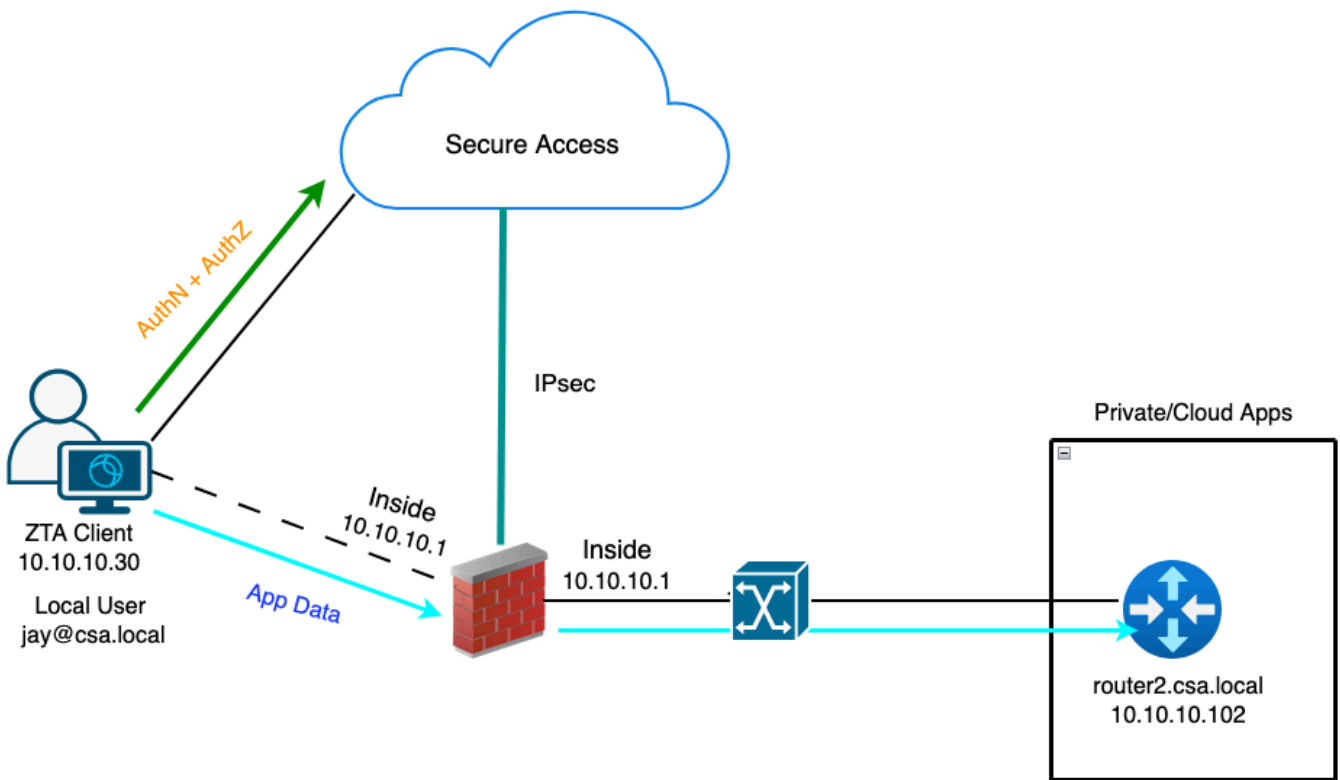 Secure Access
AuthN + AuthZ
IPsec
Private/Cloud Apps
Inside
10.10.10.1
Inside
10.10.10.1
ZTA Client
10.10.10.30
App Data
Local User
jay@csa.local
router2.csa.local
10.10.10.102